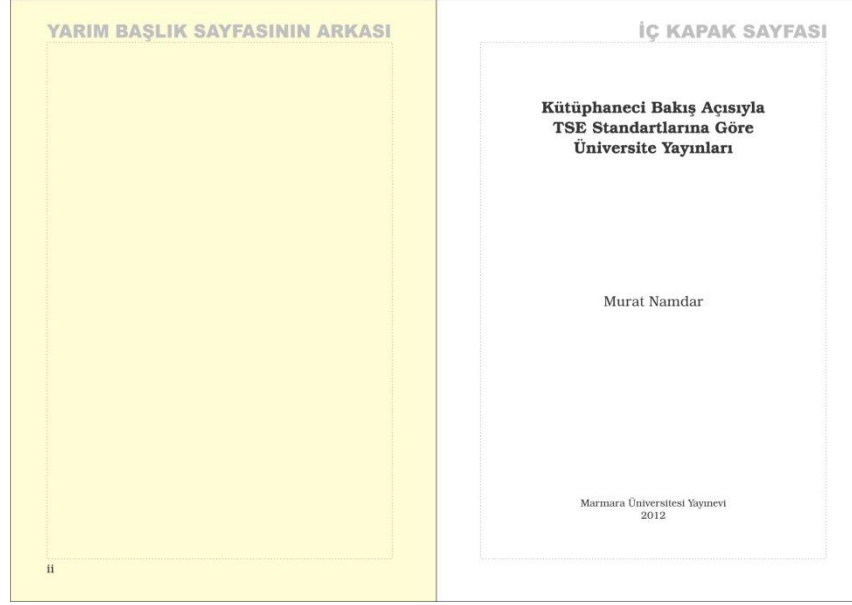 YARIM BAŞLIK SAYFASININ ARKASI
ii
İÇ KAPAK SAYFASI
Kütüphaneci Bakış Açısıyla
TSE Standartlarına Göre
Üniversite Yayınları
Murat Namdar
Marmara Üniversitesi Yayınevi
2012